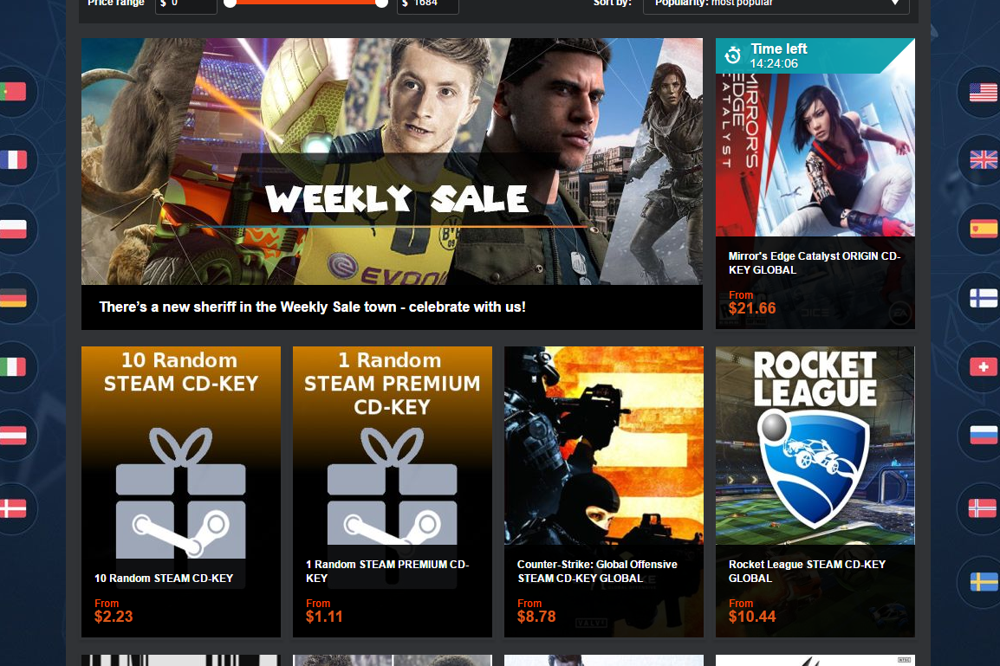 Price range
$ 0
$ 1684
Sort by:
Popularity: most popular
WEEKLY SALE
There's a new sheriff in the Weekly Sale town - celebrate with us!
Time left
14:24:06
MIRROR'S
EDGE
CATALYST
Mirror's Edge Catalyst ORIGIN CD-
KEY GLOBAL
From
$21.66
10 Random
STEAM CD-KEY
10 Random STEAM CD-KEY
From
$2.23
1 Random
STEAM PREMIUM
CD-KEY
1 Random STEAM PREMIUM CD-
KEY
From
$1.11
Counter-Strike: Global Offensive
STEAM CD-KEY GLOBAL
From
$8.78
VALVE
ROCKET
LEAGUE
Rocket League STEAM CD-KEY
GLOBAL
From
$10.44